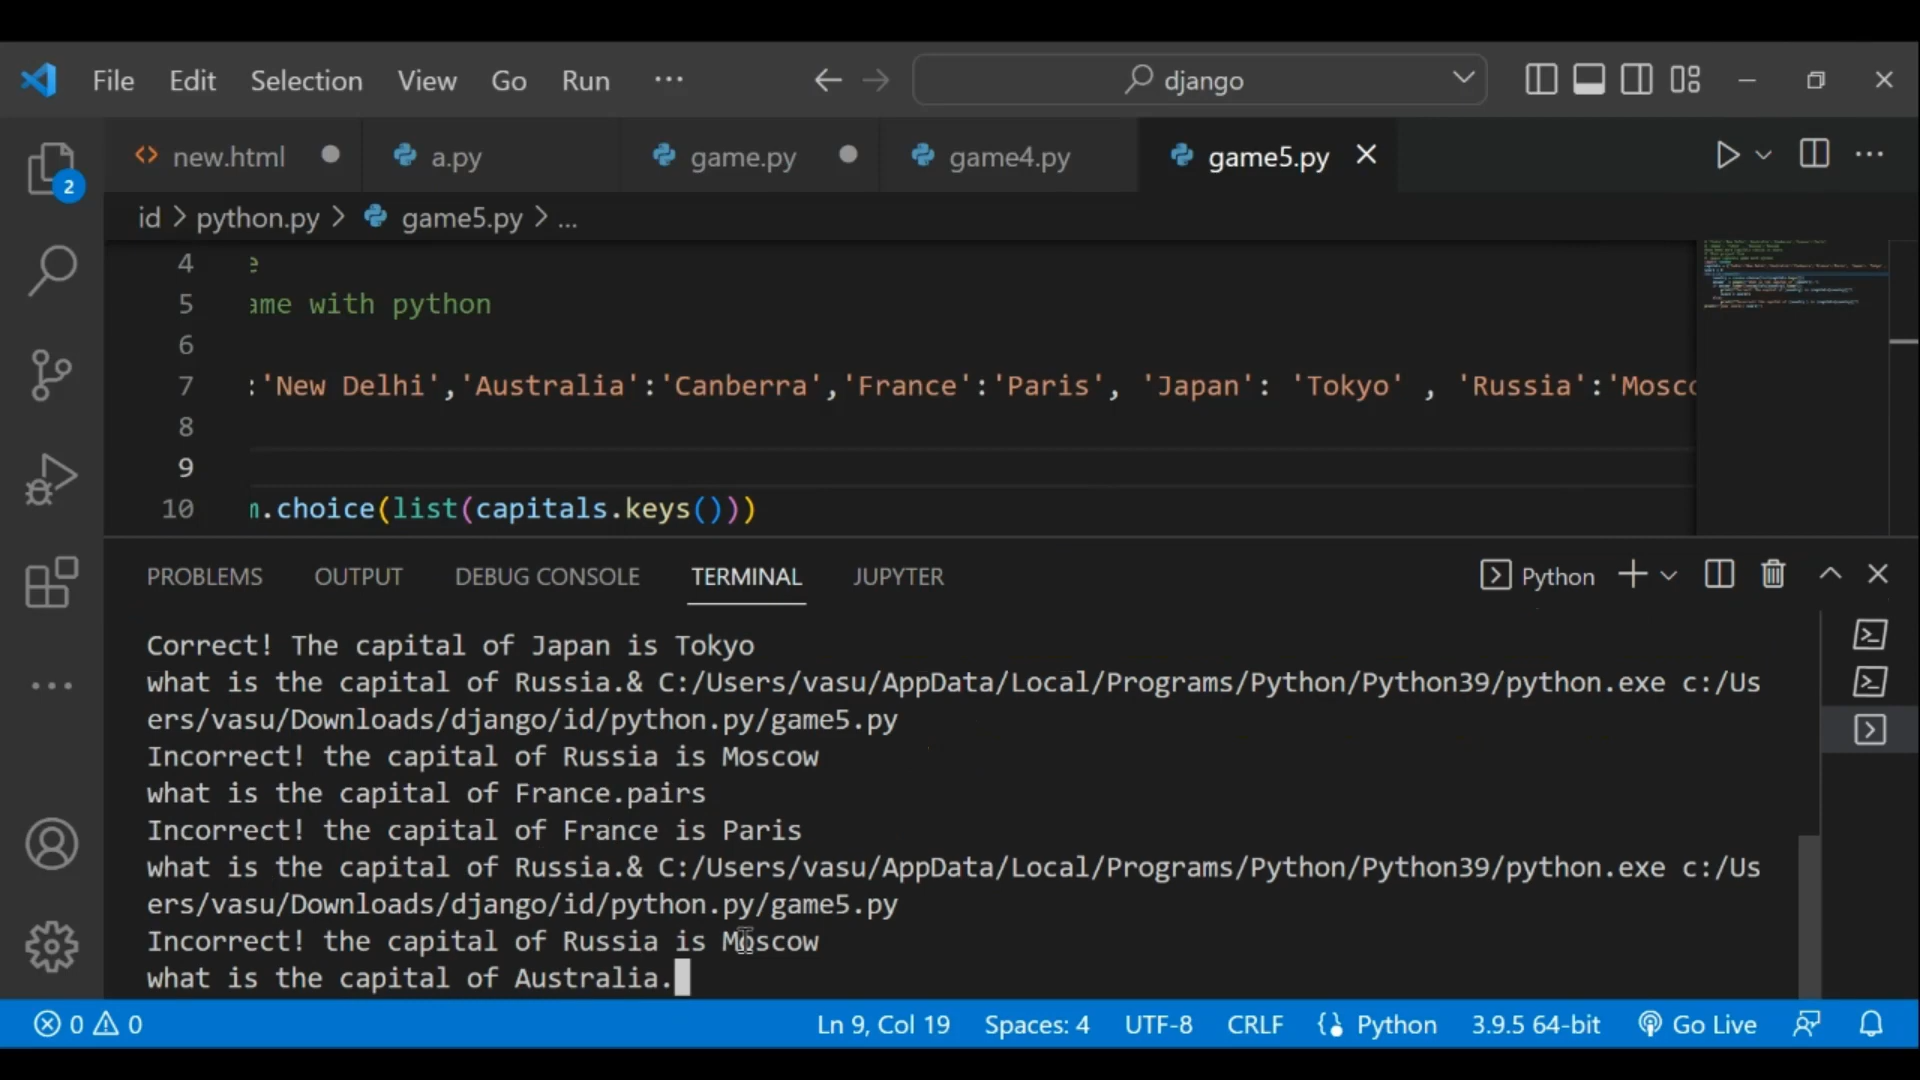 File Edit Selection View Go Run ··· django
new.html a.py game.py game4.py game5.py
2
id > python.py > game5.py > ...
4 e
5 ame with python
6
7 :'New Delhi','Australia':'Canberra','France':'Paris', 'Japan': 'Tokyo' , 'Russia':'Mosco
8
9
10 m.choice(list(capitals.keys()))
PROBLEMS OUTPUT DEBUG CONSOLE TERMINAL JUPYTER Python
Correct! The capital of Japan is Tokyo
what is the capital of Russia.& C:/Users/vasu/AppData/Local/Programs/Python/Python39/python.exe c:/Us
ers/vasu/Downloads/django/id/python.py/game5.py
Incorrect! the capital of Russia is Moscow
what is the capital of France.pairs
Incorrect! the capital of France is Paris
what is the capital of Russia.& C:/Users/vasu/AppData/Local/Programs/Python/Python39/python.exe c:/Us
ers/vasu/Downloads/django/id/python.py/game5.py
Incorrect! the capital of Russia is Moscow
what is the capital of Australia.
0 0 Ln 9, Col 19 Spaces: 4 UTF-8 CRLF Python 3.9.5 64-bit Go Live